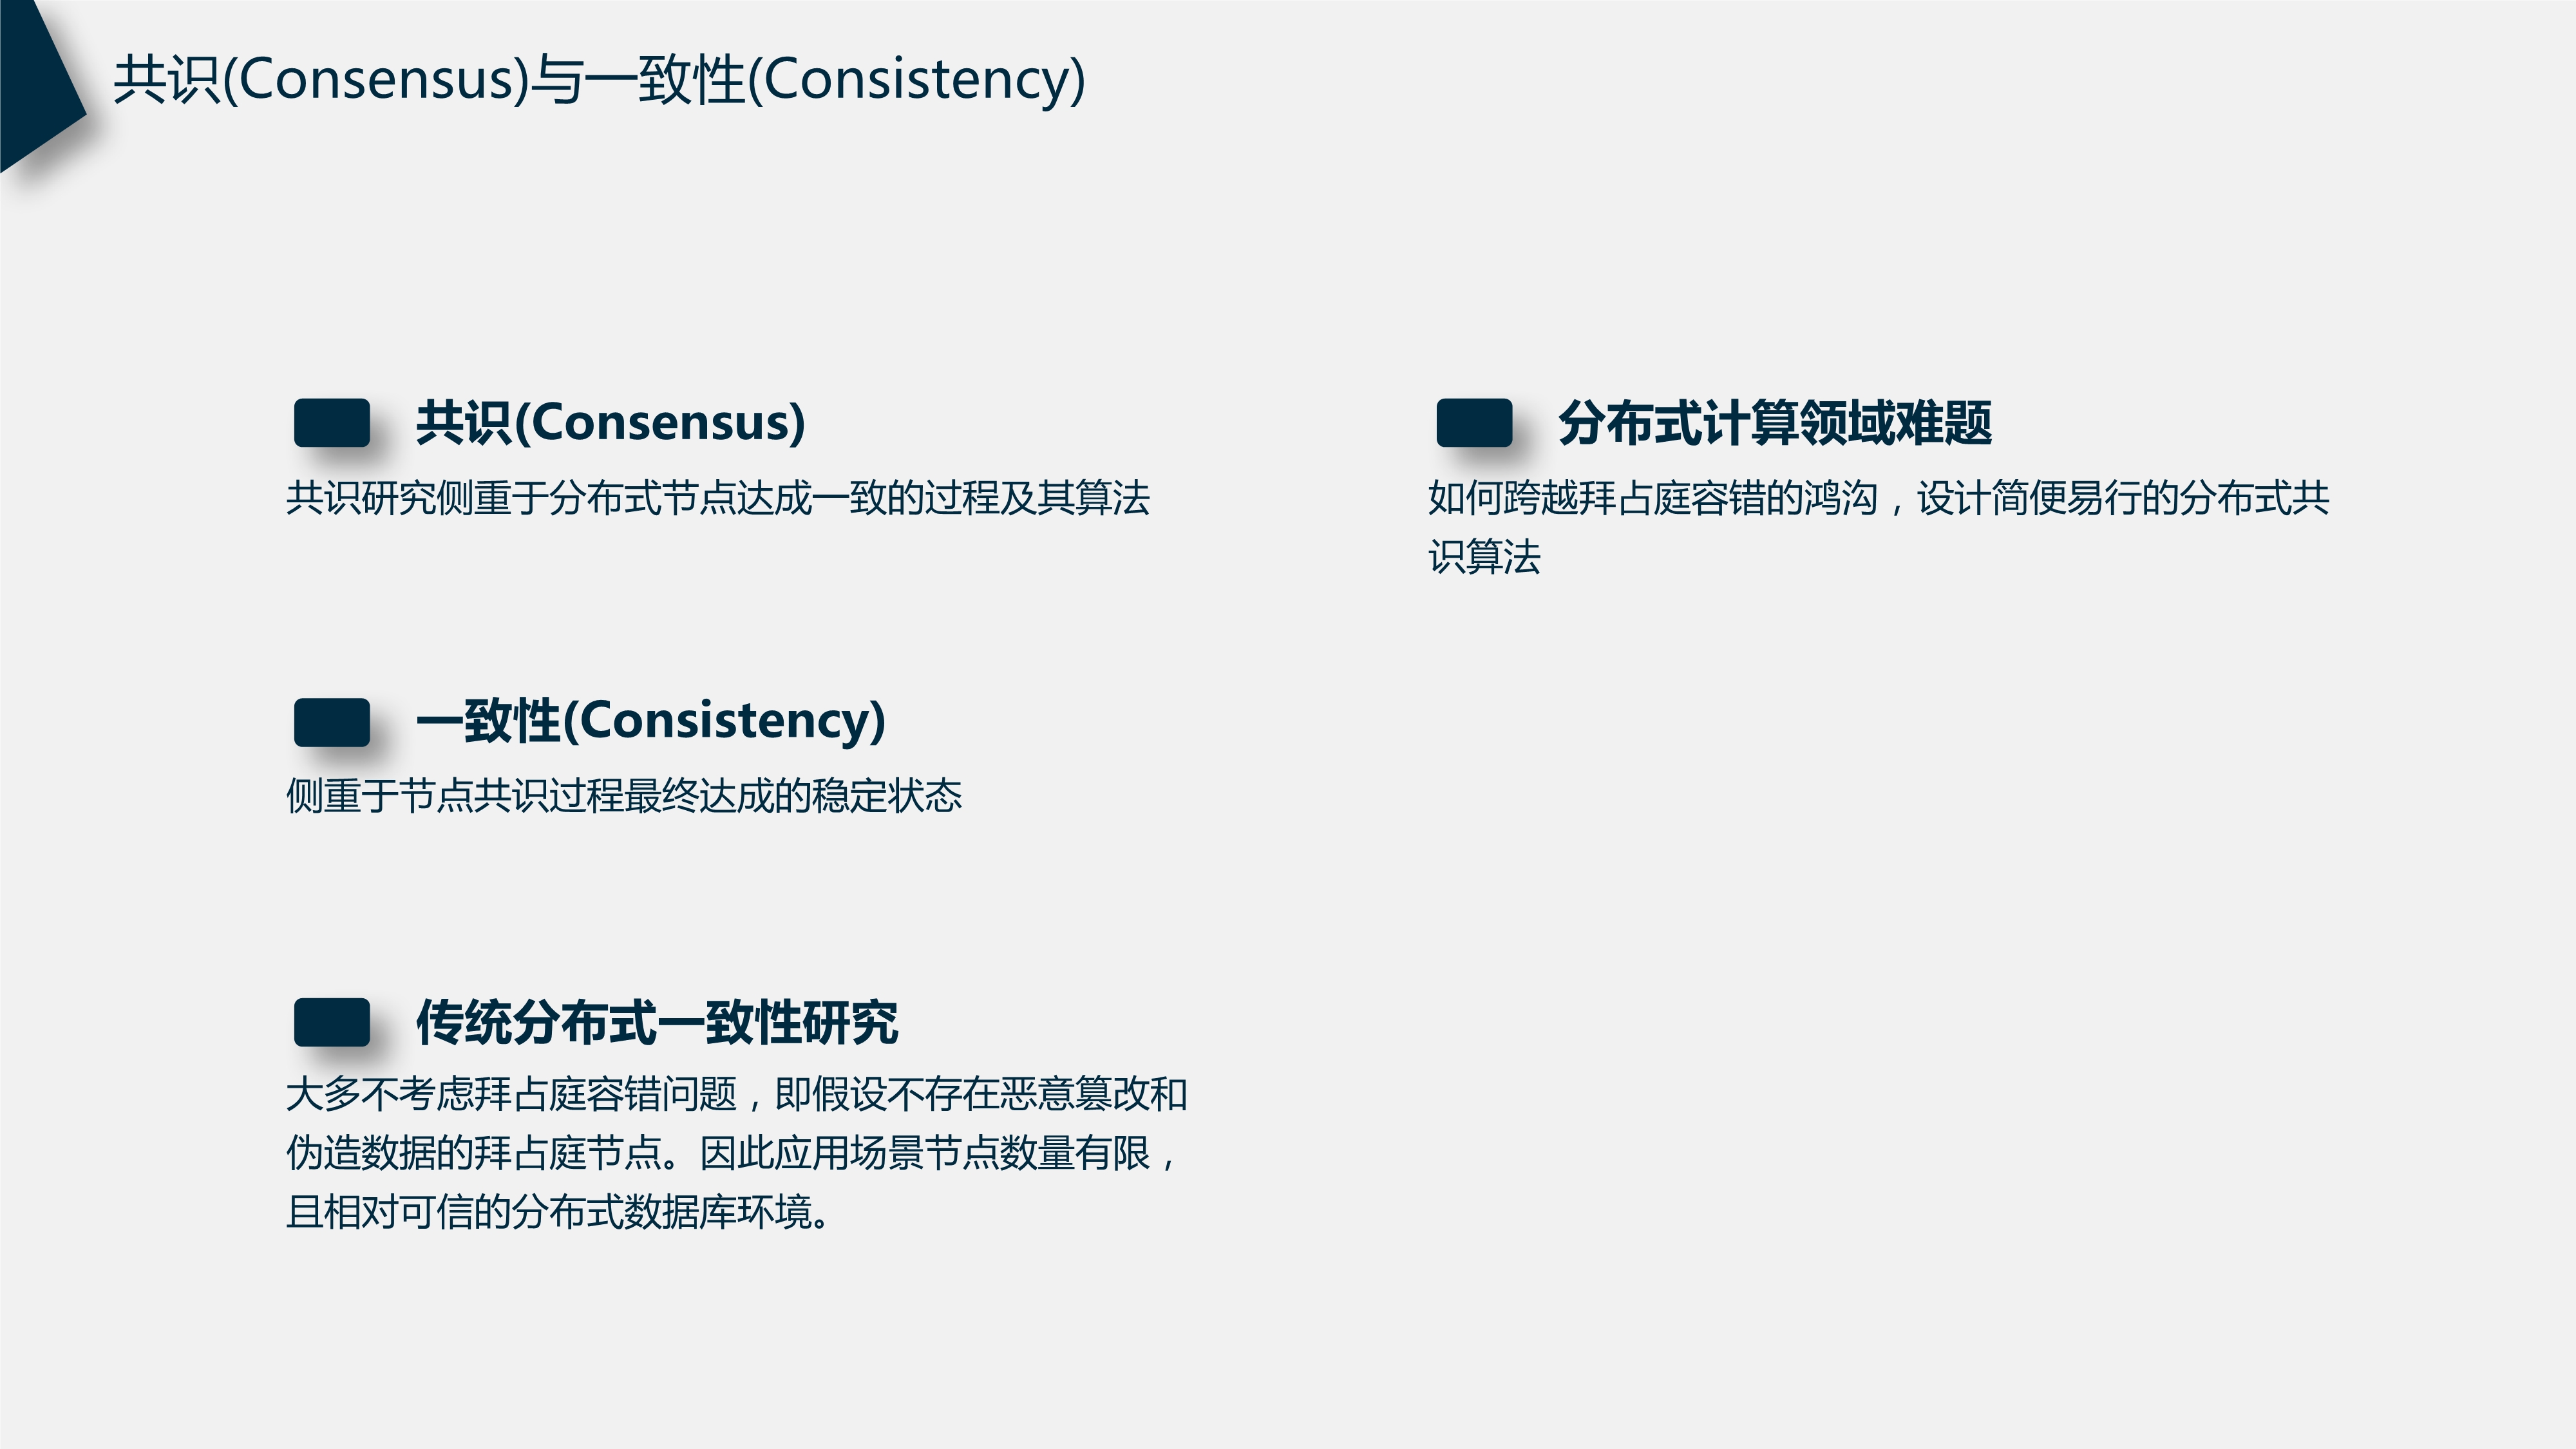 共识(Consensus)与一致性(Consistency)
共识(Consensus)
共识研究侧重于分布式节点达成一致的过程及其算法
一致性(Consistency)
侧重于节点共识过程最终达成的稳定状态
传统分布式一致性研究
大多不考虑拜占庭容错问题，即假设不存在恶意篡改和
伪造数据的拜占庭节点。因此应用场景节点数量有限，
且相对可信的分布式数据库环境。
分布式计算领域难题
如何跨越拜占庭容错的鸿沟，设计简便易行的分布式共
识算法